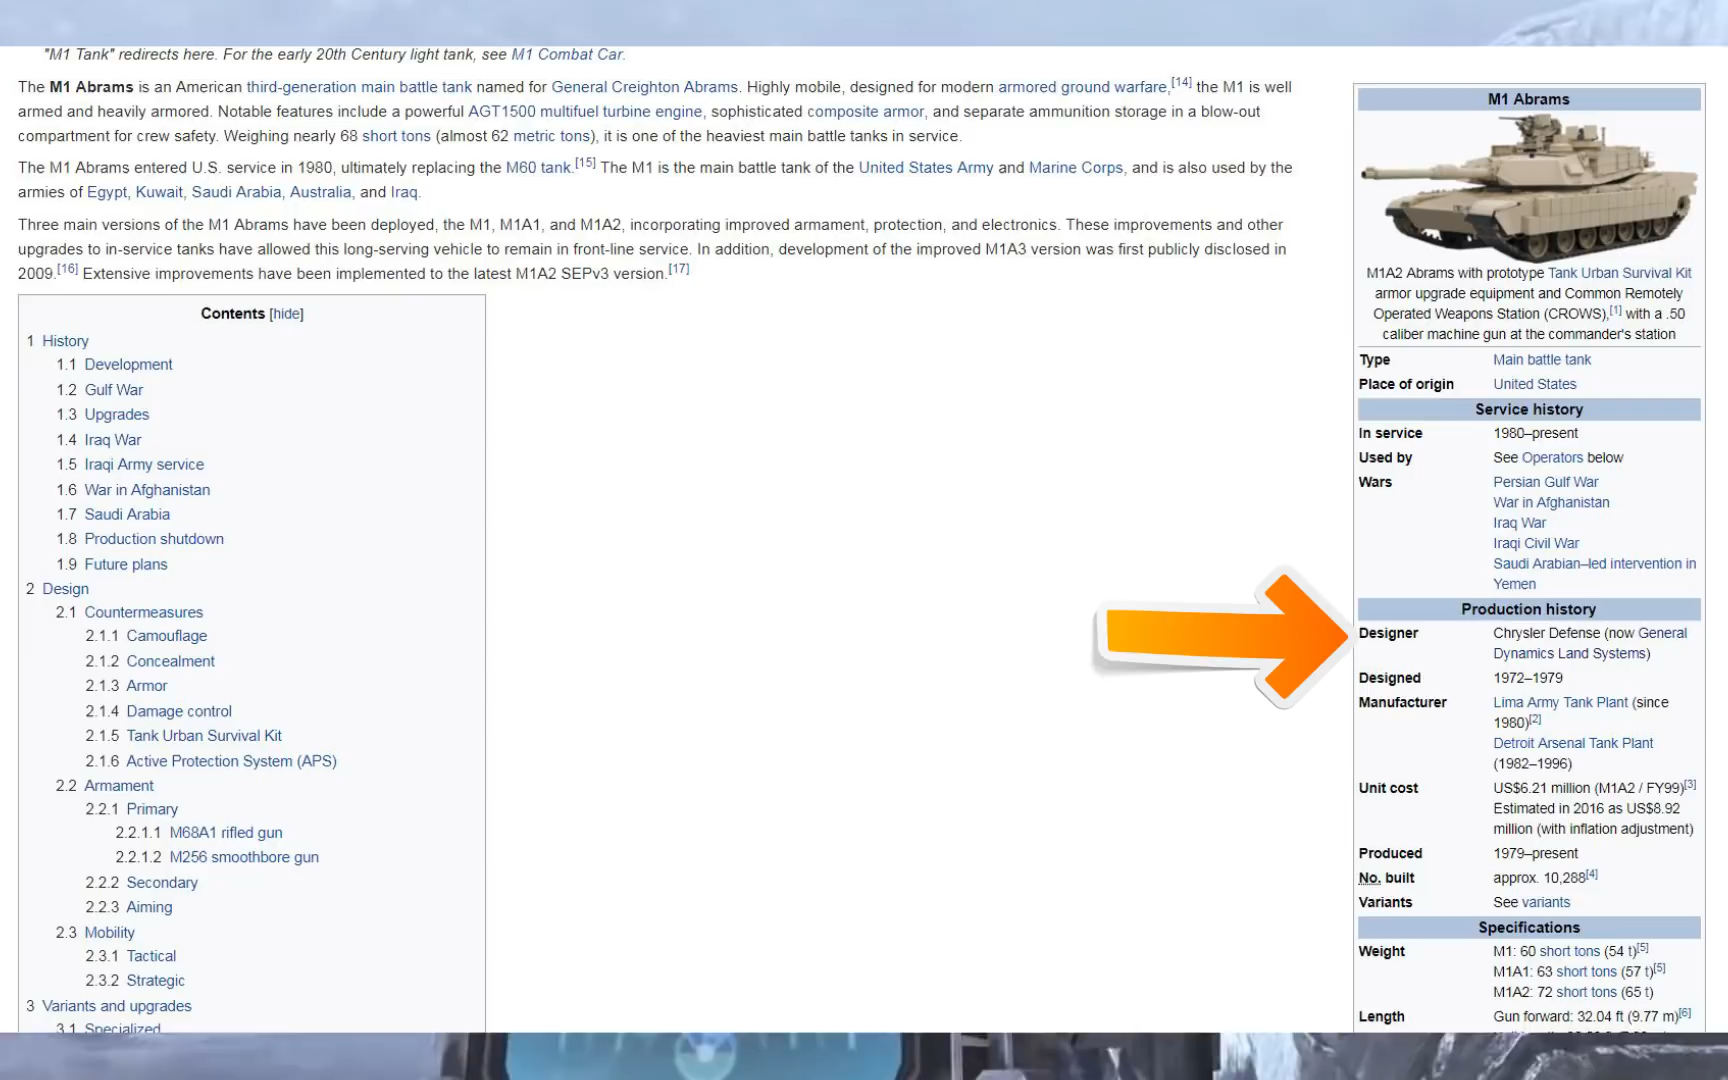 "M1 Tank" redirects here. For the early 20th Century light tank, see M1 Combat Car.
The M1 Abrams is an American third-generation main battle tank named for General Creighton Abrams. Highly mobile, designed for modern armored ground warfare,[14] the M1 is well
armed and heavily armored. Notable features include a powerful AGT1500 multifuel turbine engine, sophisticated composite armor, and separate ammunition storage in a blow-out
compartment for crew safety. Weighing nearly 68 short tons (almost 62 metric tons), it is one of the heaviest main battle tanks in service.
The M1 Abrams entered U.S. service in 1980, ultimately replacing the M60 tank.[15] The M1 is the main battle tank of the United States Army and Marine Corps, and is also used by the
armies of Egypt, Kuwait, Saudi Arabia, Australia, and Iraq.
Three main versions of the M1 Abrams have been deployed, the M1, M1A1, and M1A2, incorporating improved armament, protection, and electronics. These improvements and other
upgrades to in-service tanks have allowed this long-serving vehicle to remain in front-line service. In addition, development of the improved M1A3 version was first publicly disclosed in
2009.[16] Extensive improvements have been implemented to the latest M1A2 SEPv3 version.[17]
Contents [hide]
1 History
1.1 Development
1.2 Gulf War
1.3 Upgrades
1.4 Iraq War
1.5 Iraqi Army service
1.6 War in Afghanistan
1.7 Saudi Arabia
1.8 Production shutdown
1.9 Future plans
2 Design
2.1 Countermeasures
2.1.1 Camouflage
2.1.2 Concealment
2.1.3 Armor
2.1.4 Damage control
2.1.5 Tank Urban Survival Kit
2.1.6 Active Protection System (APS)
2.2 Armament
2.2.1 Primary
2.2.1.1 M68A1 rifled gun
2.2.1.2 M256 smoothbore gun
2.2.2 Secondary
2.2.3 Aiming
2.3 Mobility
2.3.1 Tactical
2.3.2 Strategic
3 Variants and upgrades
3.1 Specialized
M1 Abrams
M1A2 Abrams with prototype Tank Urban Survival Kit
armor upgrade equipment and Common Remotely
Operated Weapons Station (CROWS),[1] with a .50
caliber machine gun at the commander's station
Type Main battle tank
Place of origin United States
Service history
In service 1980–present
Used by See Operators below
Wars Persian Gulf War
War in Afghanistan
Iraq War
Iraqi Civil War
Saudi Arabian–led intervention in
Yemen
Production history
Designer Chrysler Defense (now General
Dynamics Land Systems)
Designed 1972–1979
Manufacturer Lima Army Tank Plant (since
1980)[2]
Detroit Arsenal Tank Plant
(1982–1996)
Unit cost US$6.21 million (M1A2 / FY99)[3]
Estimated in 2016 as US$8.92
million (with inflation adjustment)
Produced 1979–present
No. built approx. 10,288[4]
Variants See variants
Specifications
Weight M1: 60 short tons (54 t)[5]
M1A1: 63 short tons (57 t)[5]
M1A2: 72 short tons (65 t)
Length Gun forward: 32.04 ft (9.77 m)[6]